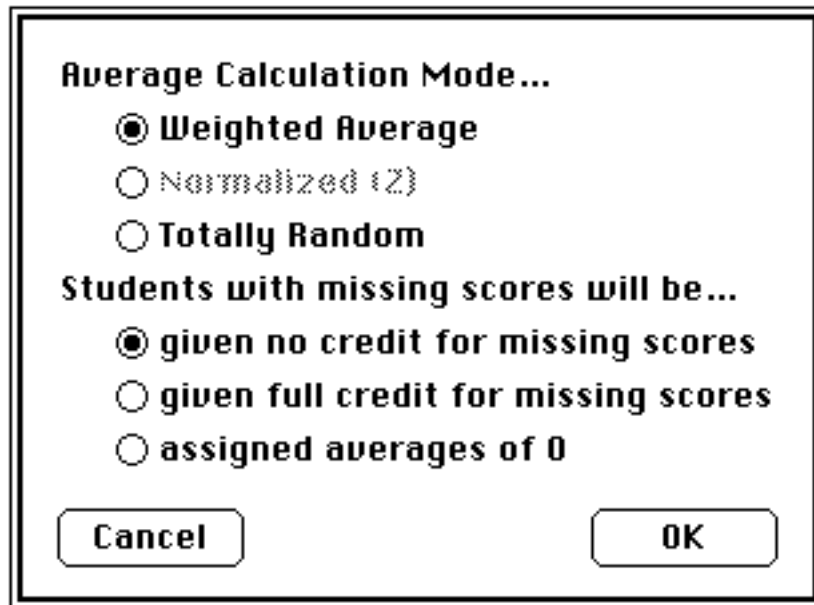 Average Calculation Mode...
Weighted Average
Normalized (Z)
Totally Random
Students with missing scores will be...
given no credit for missing scores
given full credit for missing scores
assigned averages of 0
Cancel
OK